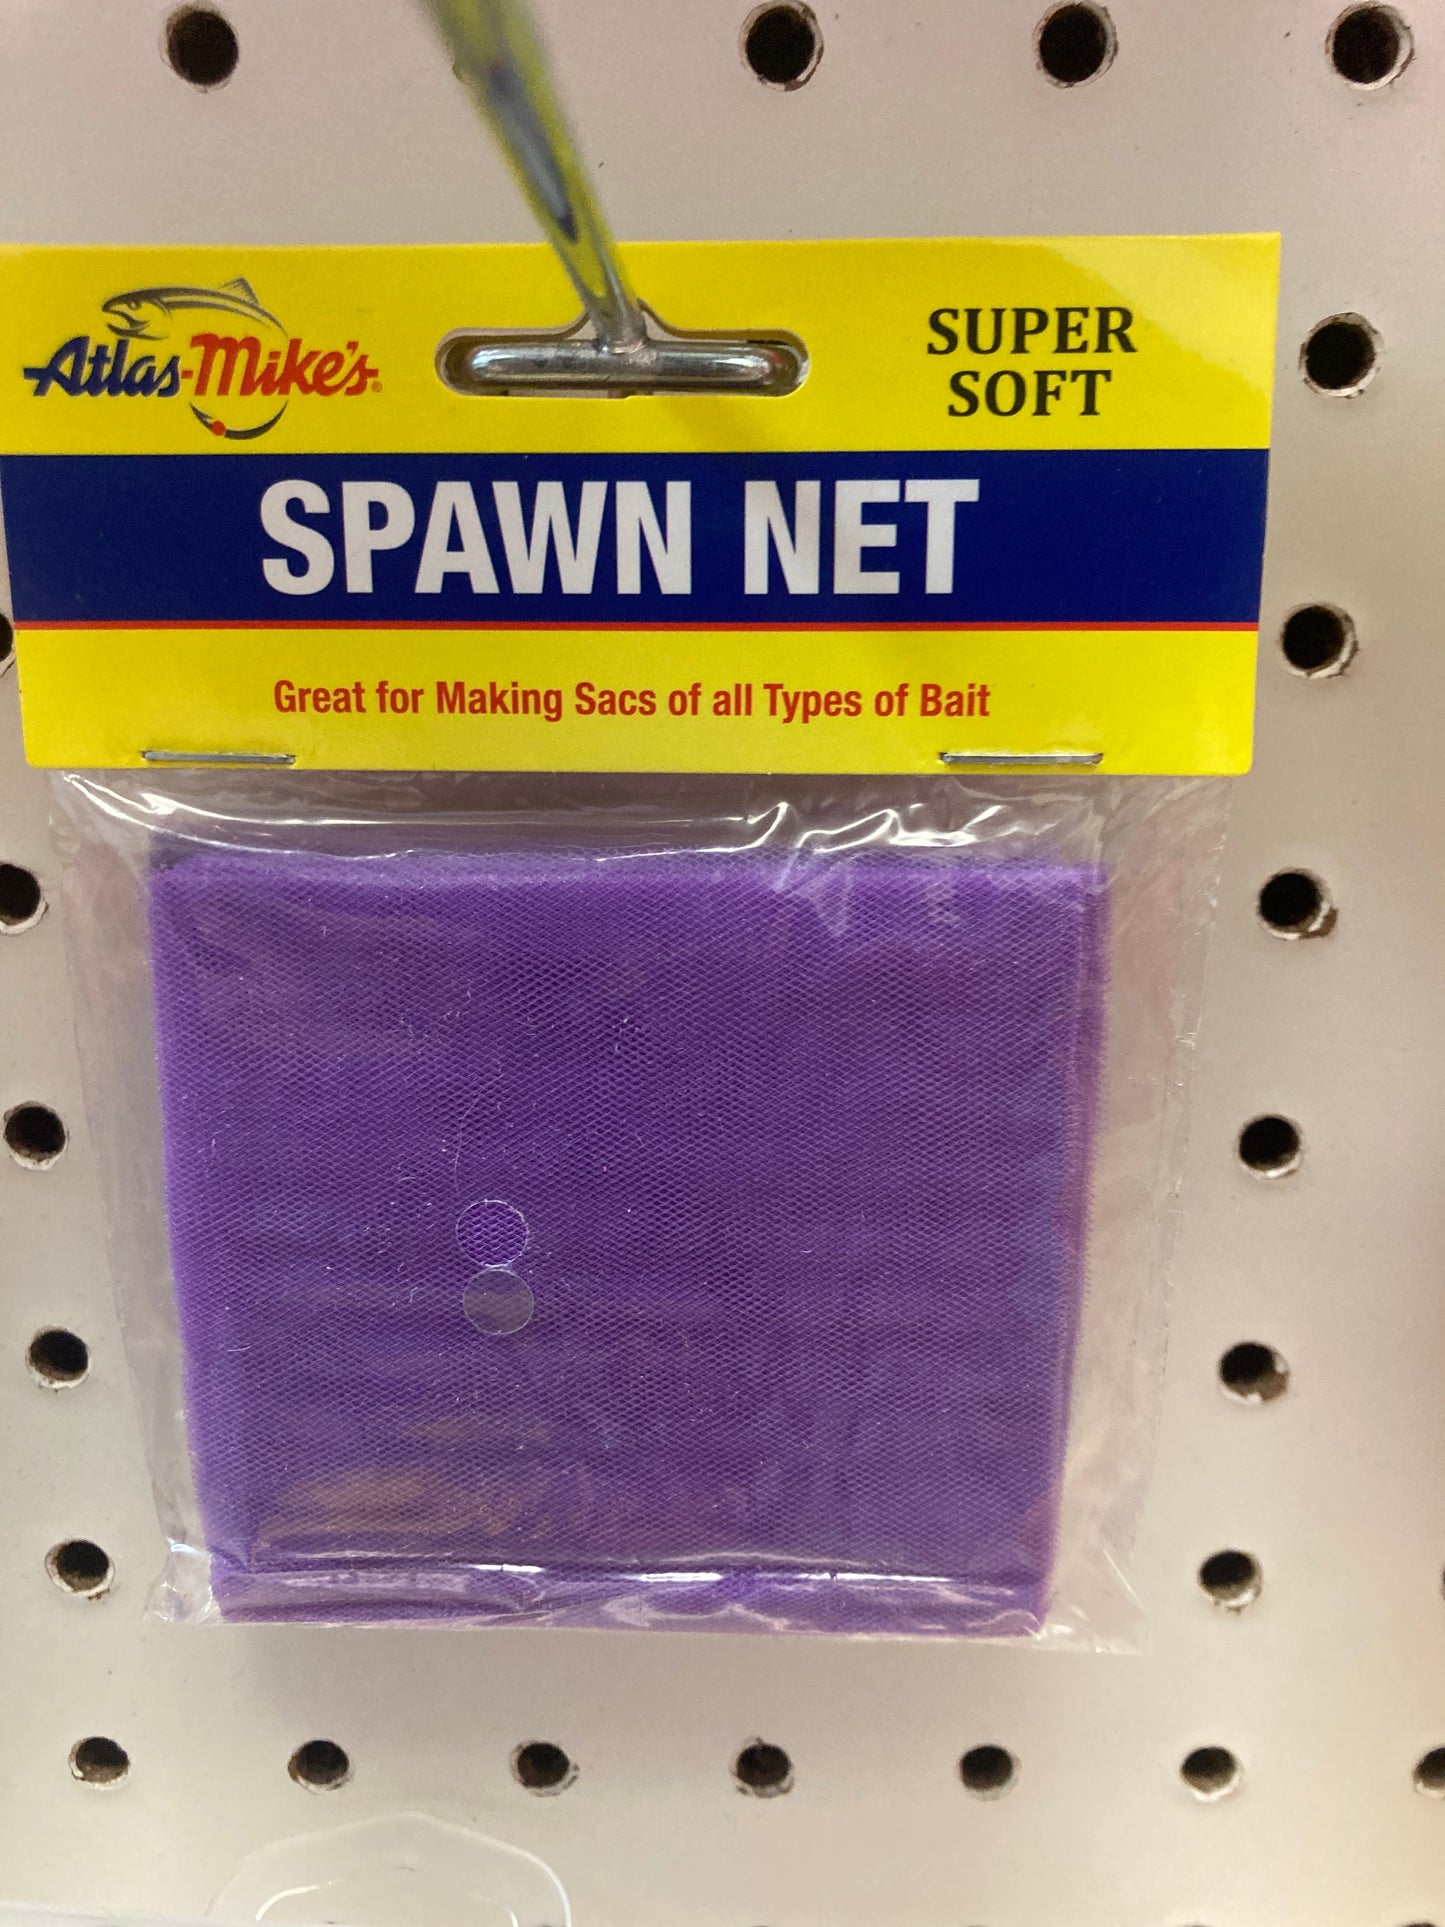 Atlas-Mike's®
SUPER
SOFT
SPAWN NET
Great for Making Sacs of all Types of Bait